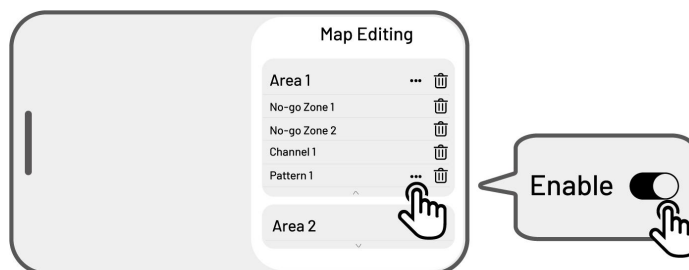 Map Editing
Area 1
No-go Zone 1
No-go Zone 2
Channel 1
Pattern 1
Area 2
Enable